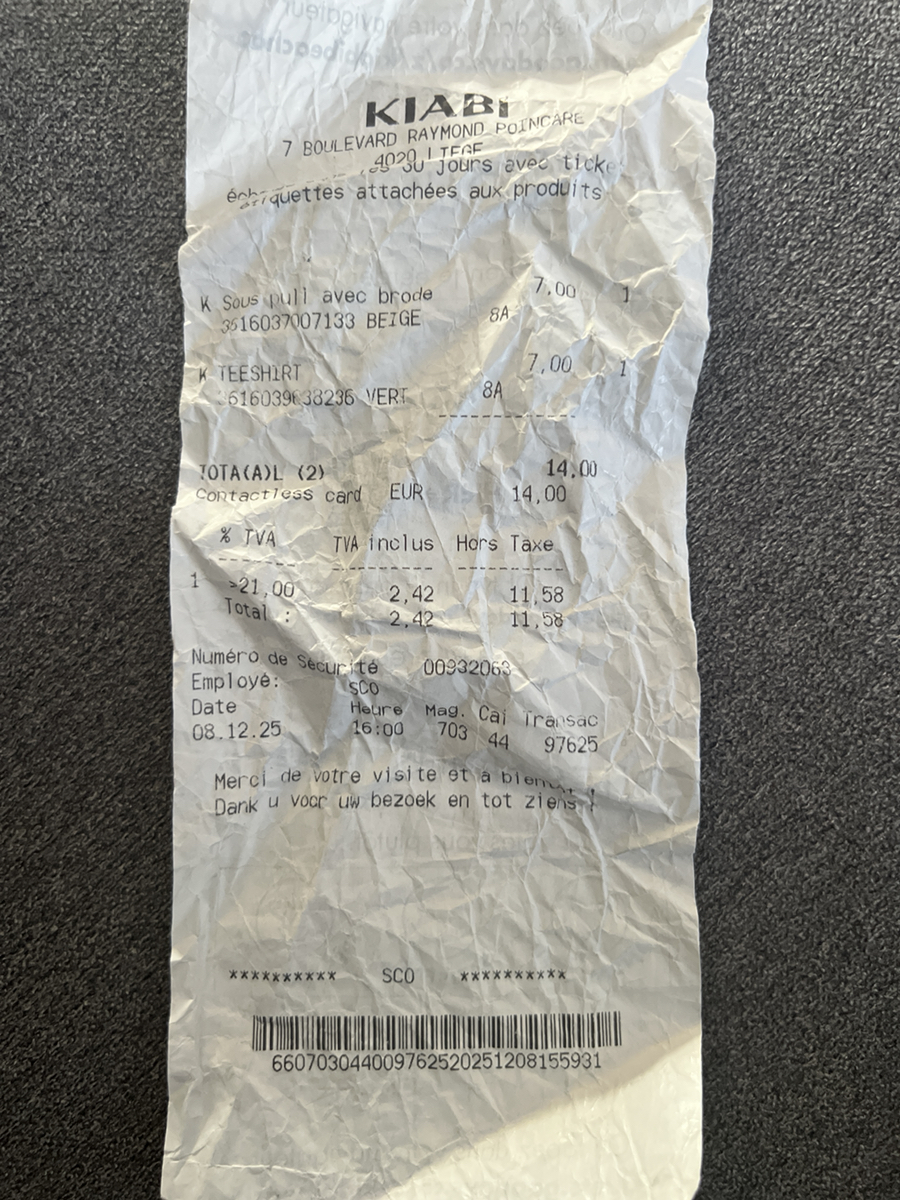 KIABI
7 BOULEVARD RAYMOND POINCARE
4020 LIEGE
30 jours avec ticket
étiquettes attachées aux produits
K Sous pull avec brode 7,00 1
3616037007133 BEIGE 8A
K TEESHIRT 7,00 1
VERT 8A
--------------
TOTA(A)L (2) 14,00
Contactless card EUR 14,00
% TVA TVA inclus Hors Taxe
-------- ----------- -----------
1 >21,00 2,42 11,58
Total : 2,42 11,58
Numéro de Sécurité 00932063
Employé: SCO
Date Heure Mag. Cai Transac
08.12.25 16:00 703 44 97625
Merci de votre visite et à bientôt !
Dank u voor uw bezoek en tot ziens !
********** SCO **********
660703044009762520251208155931